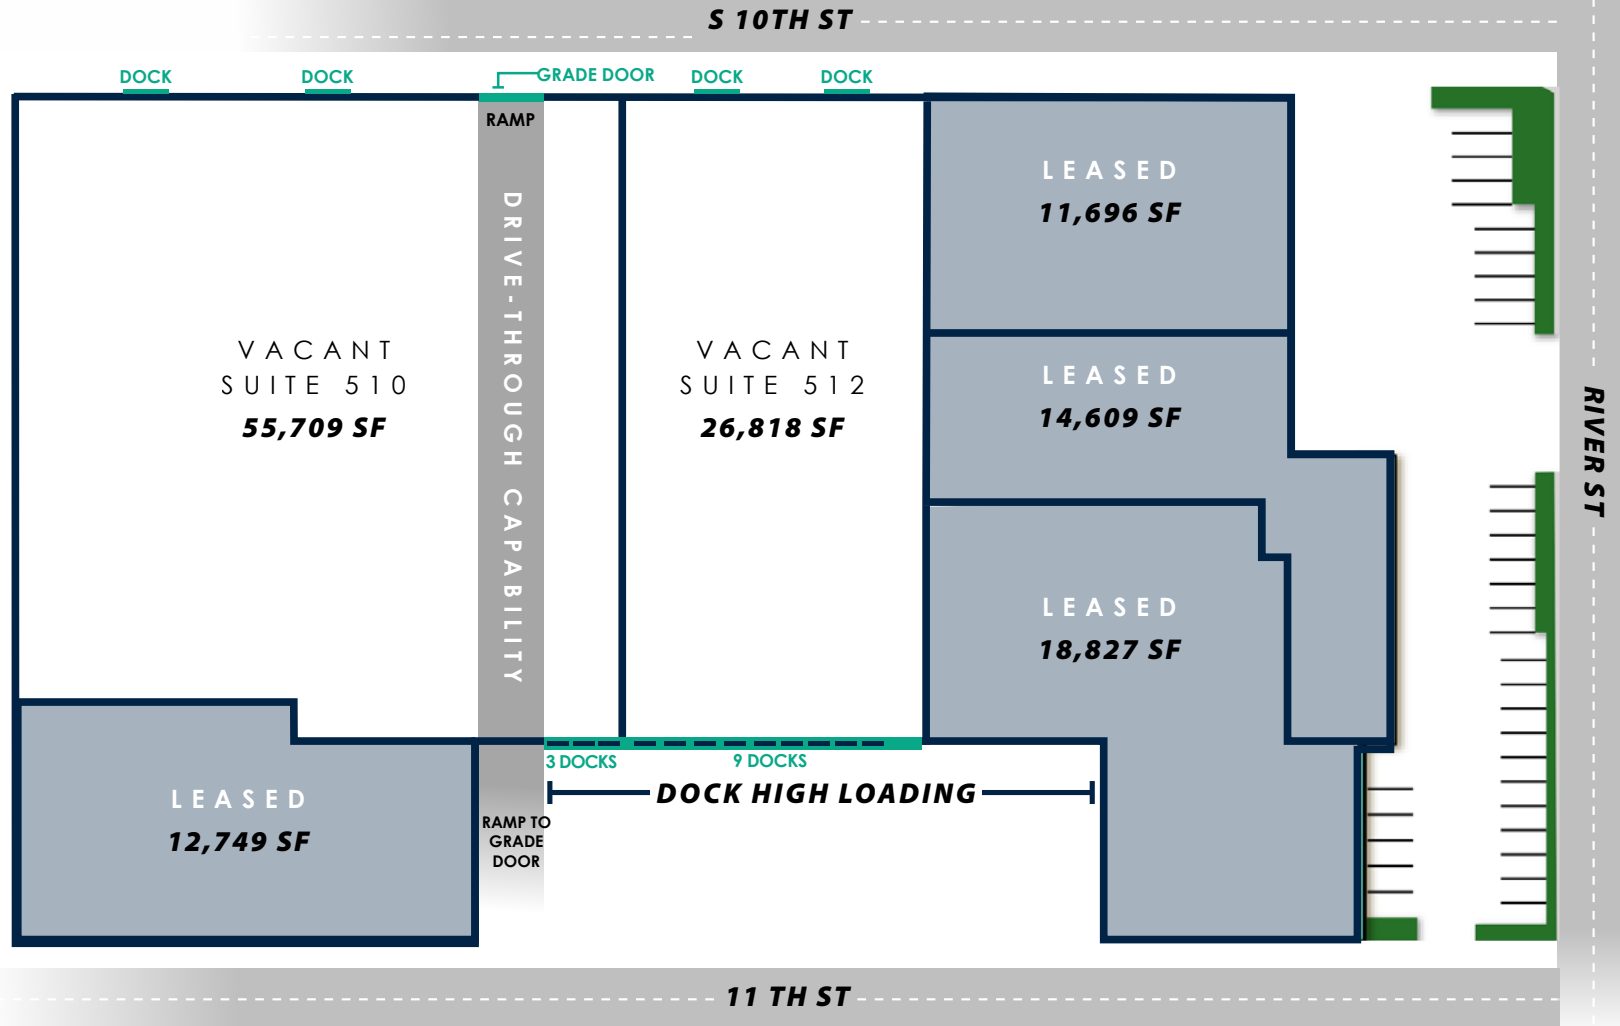 S 10TH ST
DOCK
DOCK
GRADE DOOR
DOCK
DOCK
RAMP
DRIVE-THROUGH CAPABILITY
VACANT
SUITE 510
55,709 SF
VACANT
SUITE 512
26,818 SF
LEASED
11,696 SF
LEASED
14,609 SF
LEASED
18,827 SF
RIVER ST
3 DOCKS
9 DOCKS
DOCK HIGH LOADING
LEASED
12,749 SF
RAMP TO
GRADE
DOOR
11 TH ST